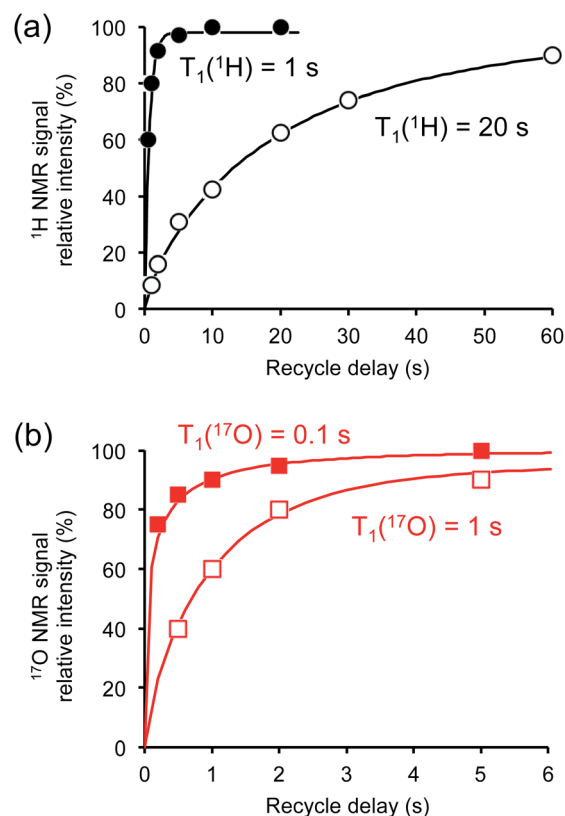 (a)
100
80
60
40
20
0
¹H NMR signal
relative intensity (%)
T₁(¹H) = 1 s
T₁(¹H) = 20 s
0 10 20 30 40 50 60
Recycle delay (s)
(b)
100
80
60
40
20
0
¹⁷O NMR signal
relative intensity (%)
T₁(¹⁷O) = 0.1 s
T₁(¹⁷O) = 1 s
0 1 2 3 4 5 6
Recycle delay (s)